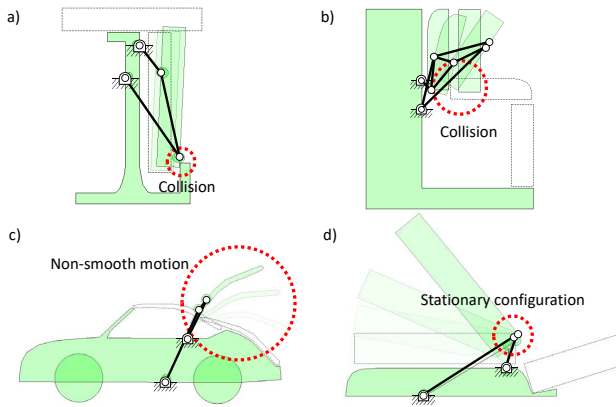 a)
Collision
b)
Collision
c)
Non-smooth motion
d)
Stationary configuration